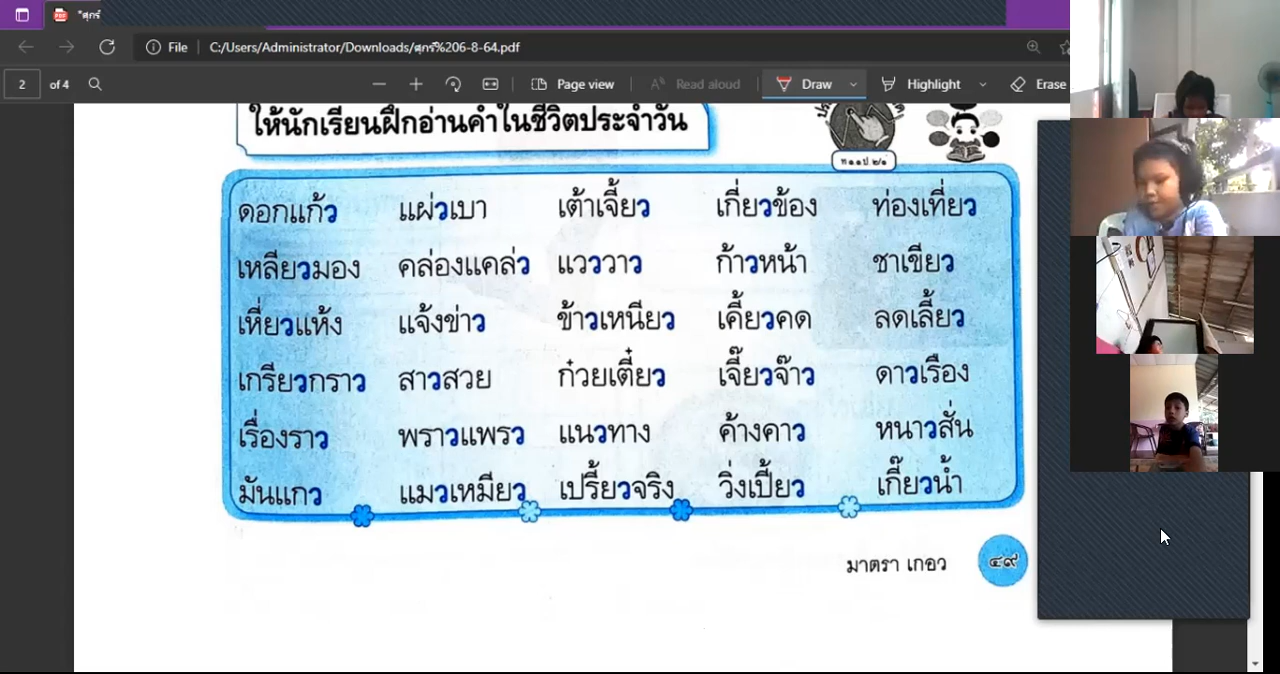 "ศุกร์
File C:/Users/Administrator/Downloads/ศุกร์%206-8-64.pdf
2 of 4 Page view Read aloud Draw Highlight Erase
ให้นักเรียนฝึกอ่านคำในชีวิตประจำวัน
ดอกแก้ว แผ่วเบา เต้าเจี้ยว เกี่ยวข้อง ท่องเที่ยว
เหลียวมอง คล่องแคล่ว แวววาว ก้าวหน้า ชาเขียว
เหี่ยวแห้ง แจ้งข่าว ข้าวเหนียว เคี้ยวคด ลดเลี้ยว
เกรียวกราว สาวสวย ก๋วยเตี๋ยว เจี๊ยวจ๊าว ดาวเรือง
เรื่องราว พราวแพรว แนวทาง ค้างคาว หนาวสั่น
มันแกว แมวเหมียว เปรี้ยวจริง วิ่งเปี้ยว เกี๊ยวน้ำ
มาตรา เกอว ๔๙